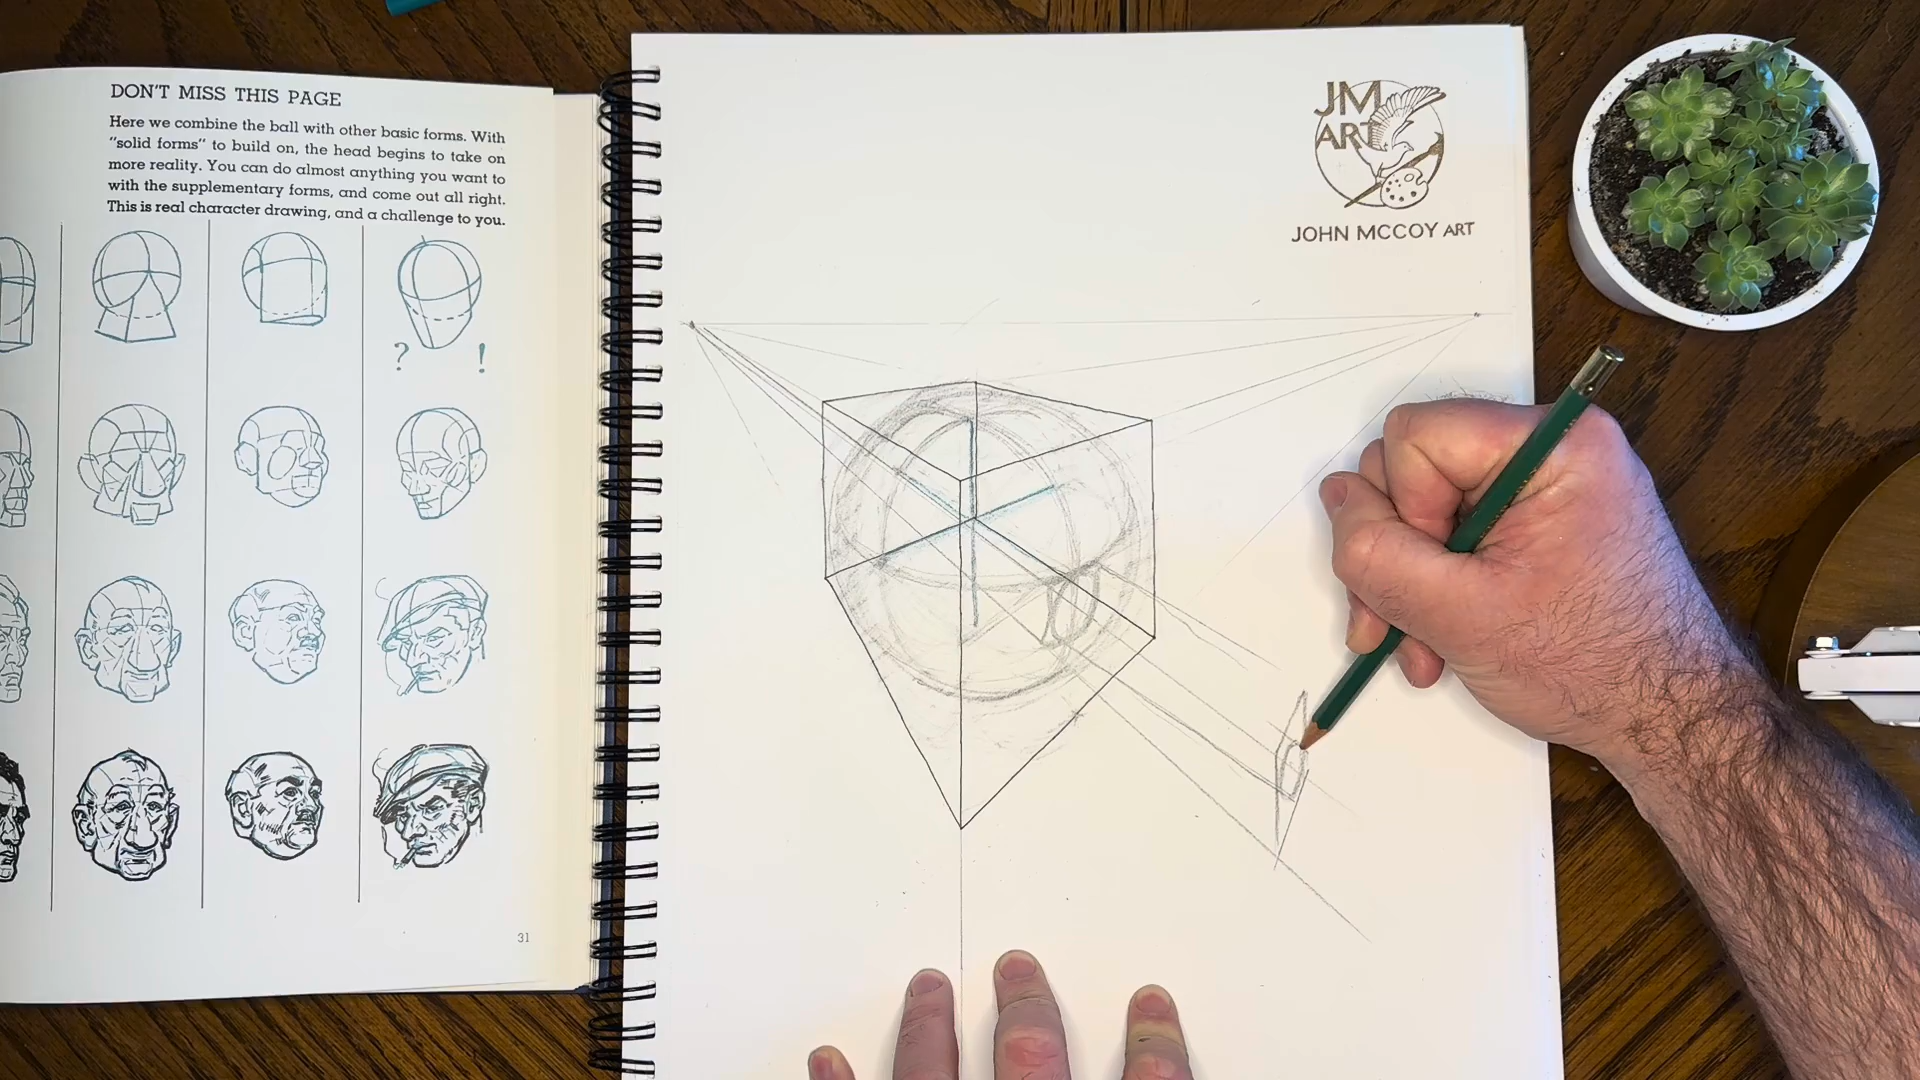 DON'T MISS THIS PAGE
Here we combine the ball with other basic forms. With
"solid forms" to build on, the head begins to take on
more reality. You can do almost anything you want to
with the supplementary forms, and come out all right.
This is real character drawing, and a challenge to you.
? !
31
JM
ART
JOHN MCCOY ART